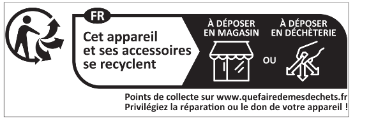 FR
Cet appareil
et ses accessoires
se recyclent
À DÉPOSER
EN MAGASIN
OU
À DÉPOSER
EN DÉCHÈTERIE
Points de collecte sur www.quefairedemesdechets.fr
Privilégiez la réparation ou le don de votre appareil !